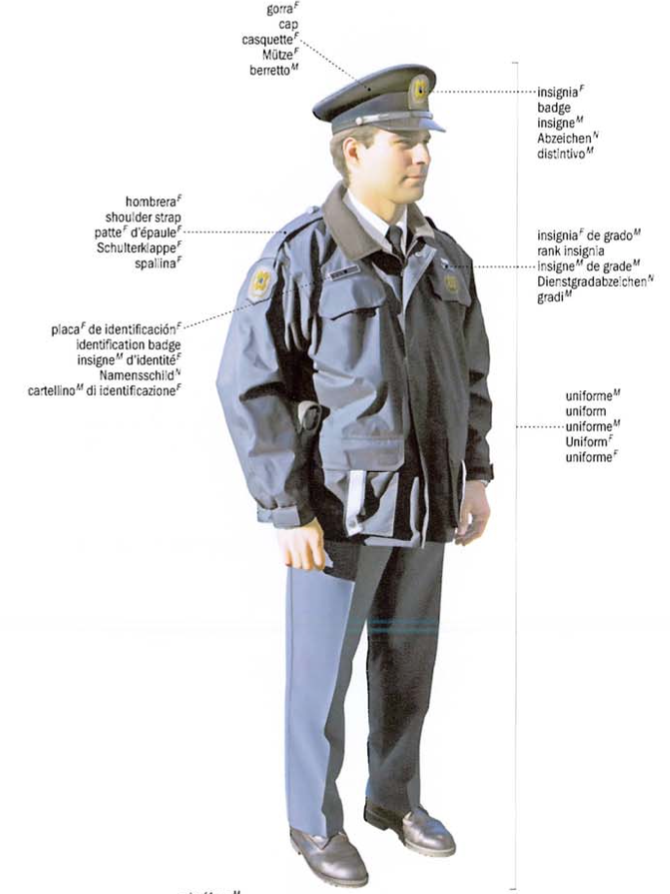 gorra F
cap
casquette F
Mütze F
berretto M
insignia F
badge
insigne M
Abzeichen N
distintivo M
hombrera F
shoulder strap
patte F d'épaule F
Schulterklappe F
spallina F
insignia F de grado M
rank insignia
insigne M de grade M
Dienstgradabzeichen N
gradi M
placa F de identificación F
identification badge
insigne M d'identité F
Namensschild N
cartellino M di identificazione F
uniforme M
uniform
uniforme M
Uniform F
uniforme F